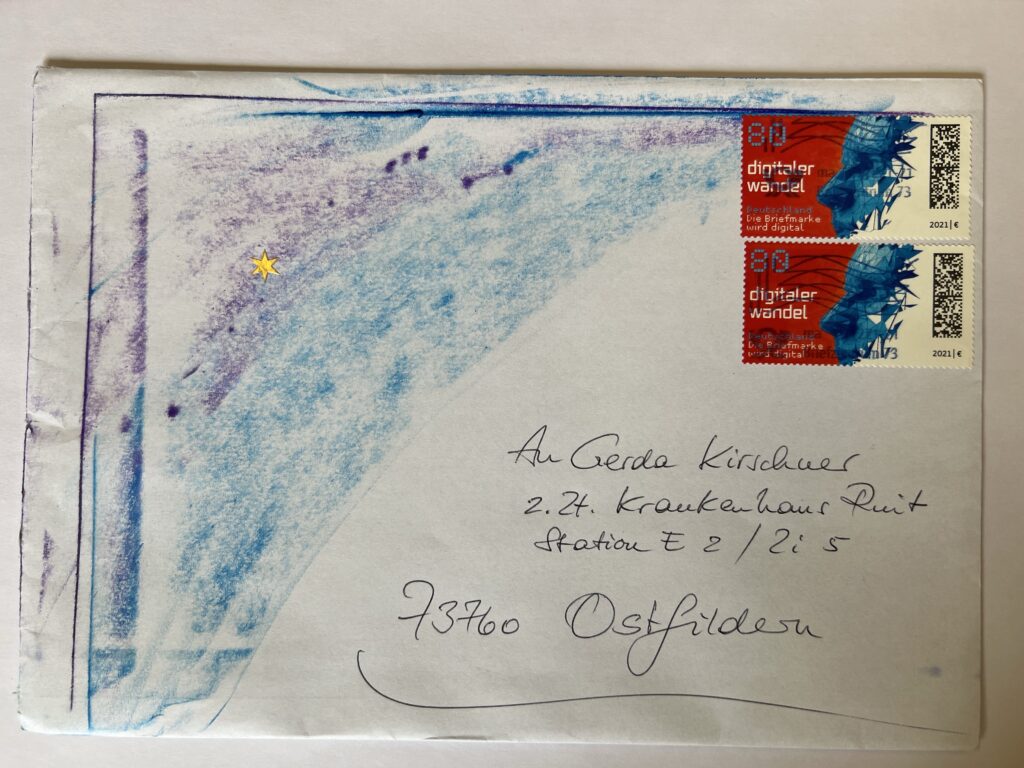 80
digitaler
wandel
Deutschland
Die Briefmarke
wird digital
2021 | €
80
digitaler
wandel
Deutschland
Die Briefmarke
wird digital
2021 | €
An Gerda Kirschner
z.Zt. Krankenhaus Ruit
Station E 2 / Zi 5
73760 Ostfildern